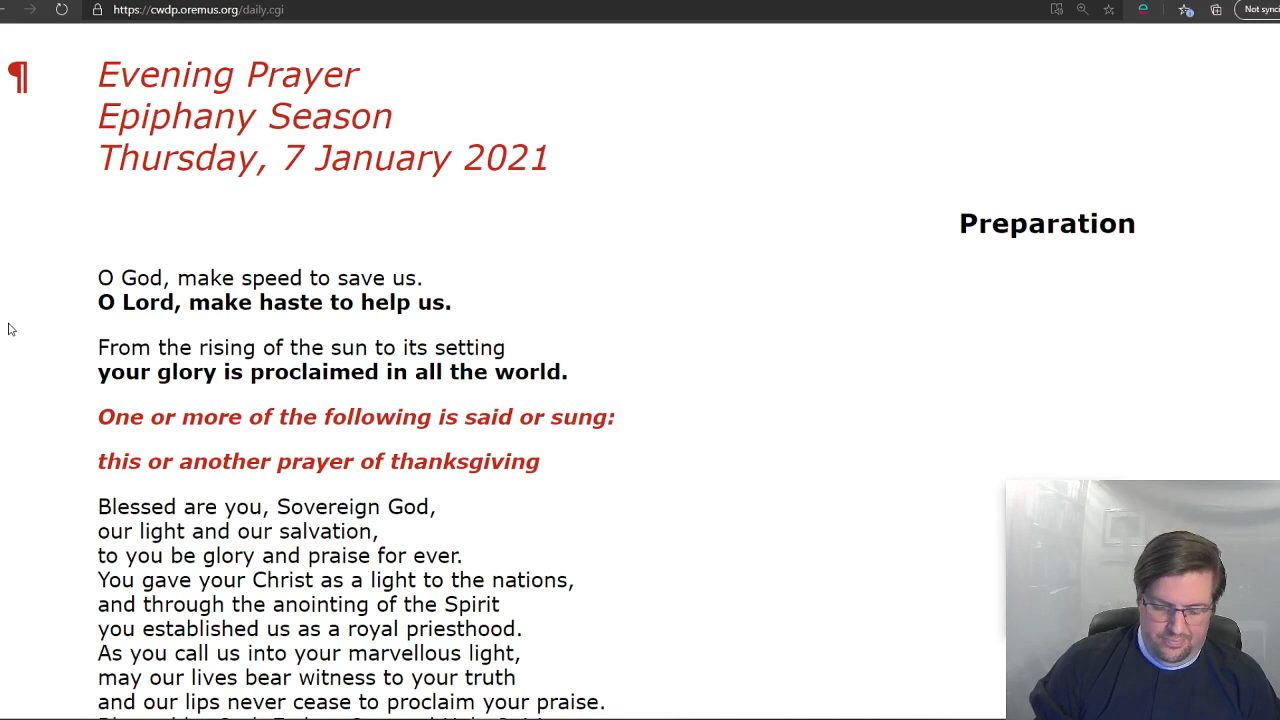 https://cwdp.oremus.org/daily.cgi
Not synci
¶
Evening Prayer
Epiphany Season
Thursday, 7 January 2021
Preparation
O God, make speed to save us.
O Lord, make haste to help us.
From the rising of the sun to its setting
your glory is proclaimed in all the world.
One or more of the following is said or sung:
this or another prayer of thanksgiving
Blessed are you, Sovereign God,
our light and our salvation,
to you be glory and praise for ever.
You gave your Christ as a light to the nations,
and through the anointing of the Spirit
you established us as a royal priesthood.
As you call us into your marvellous light,
may our lives bear witness to your truth
and our lips never cease to proclaim your praise.